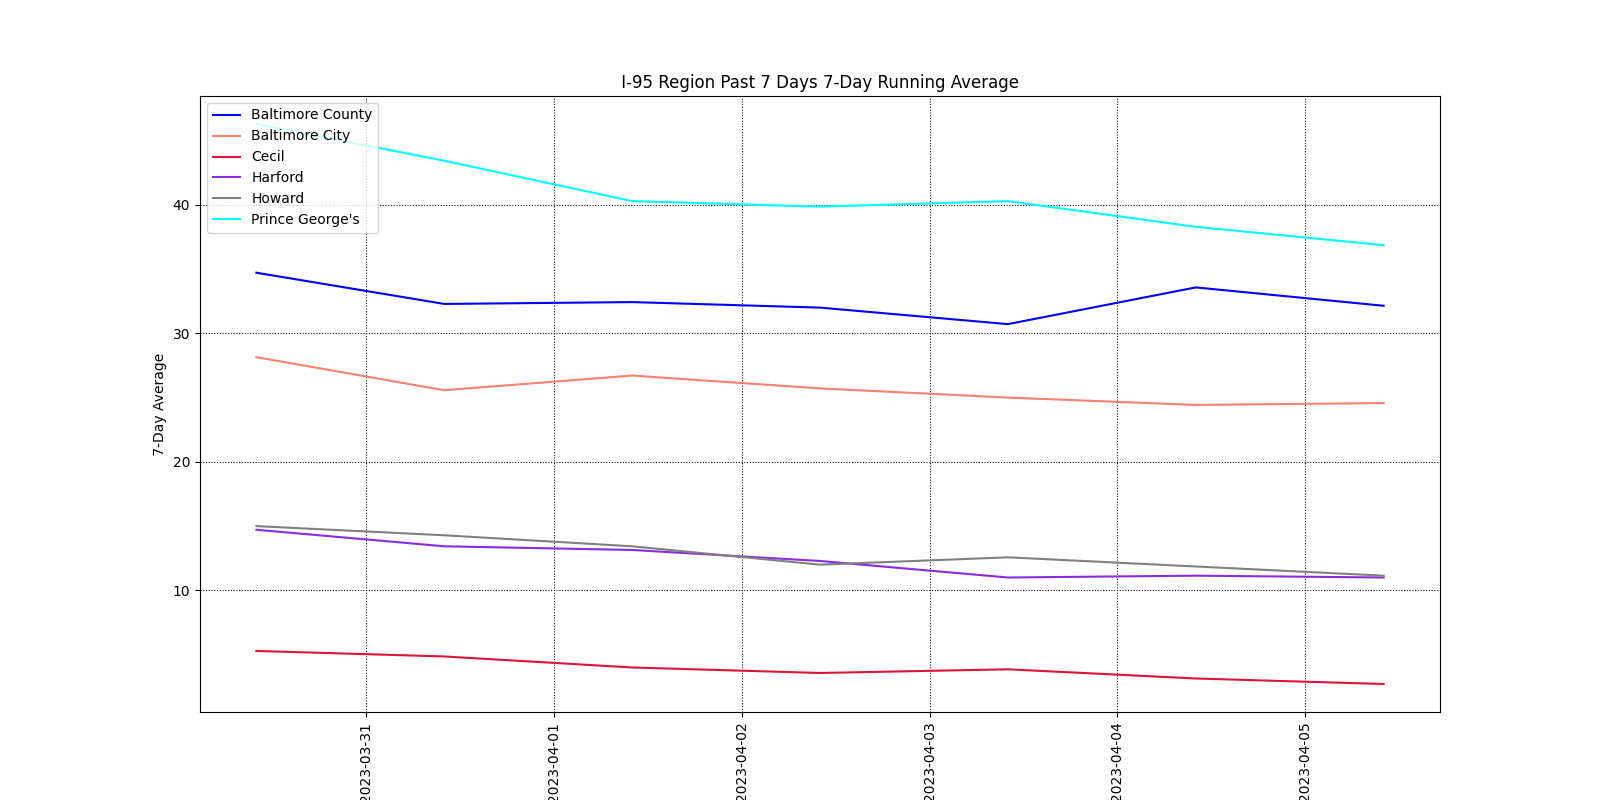 I-95 Region Past 7 Days 7-Day Running Average
Baltimore County
Baltimore City
Cecil
Harford
Howard
Prince George's
7-Day Average
40
30
20
10
2023-03-31
2023-04-01
2023-04-02
2023-04-03
2023-04-04
2023-04-05